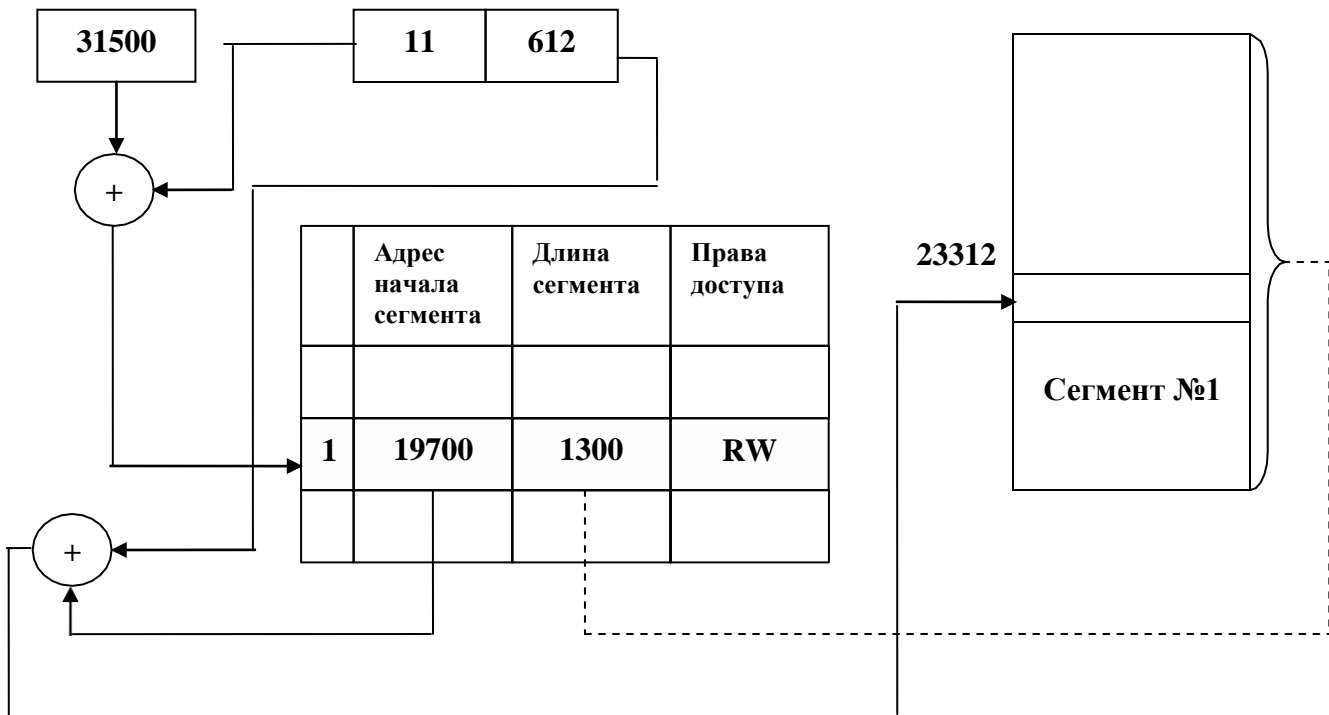 31500
11 612
+
Адрес начала сегмента
Длина сегмента
Права доступа
23312
Сегмент №1
1 19700 1300 RW
+